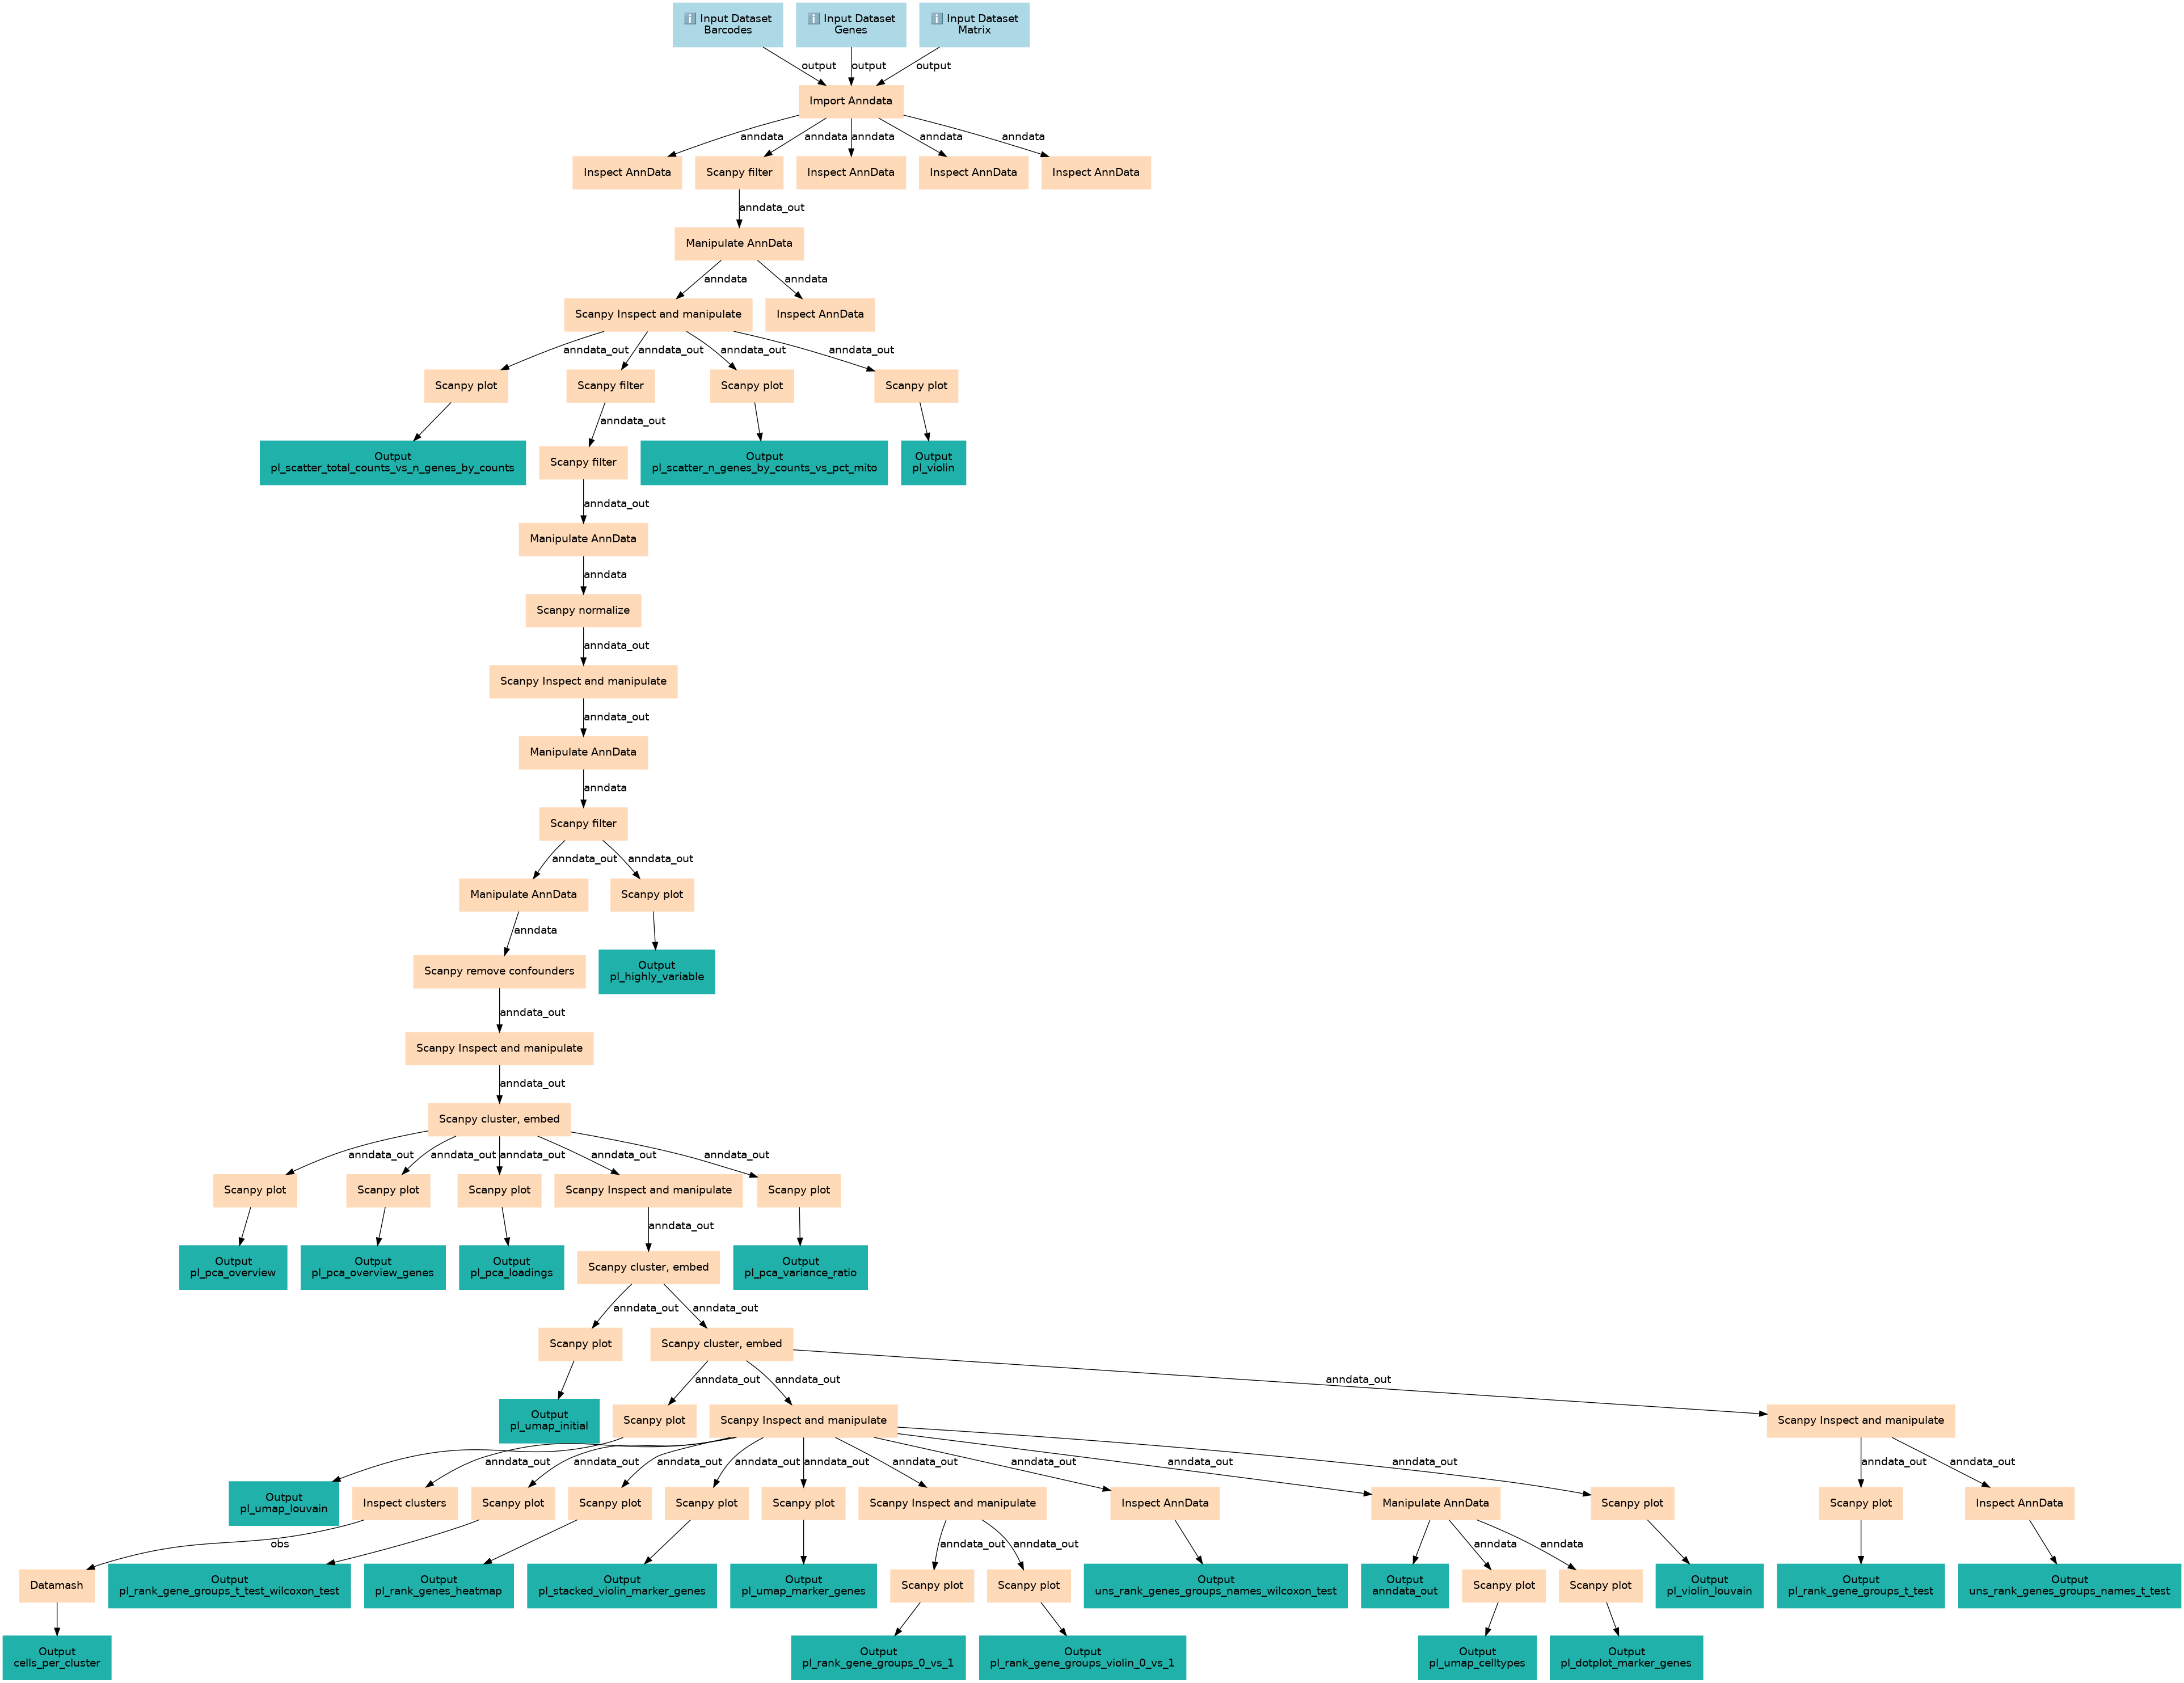 ℹ️ Input Dataset
Barcodes
ℹ️ Input Dataset
Genes
ℹ️ Input Dataset
Matrix
output
output
output
Import Anndata
anndata
anndata
anndata
anndata
anndata
Inspect AnnData
Scanpy filter
Inspect AnnData
Inspect AnnData
Inspect AnnData
anndata_out
Manipulate AnnData
anndata
anndata
Scanpy Inspect and manipulate
Inspect AnnData
anndata_out
anndata_out
anndata_out
anndata_out
Scanpy plot
Scanpy filter
Scanpy plot
Scanpy plot
anndata_out
Output
pl_scatter_total_counts_vs_n_genes_by_counts
Scanpy filter
Output
pl_scatter_n_genes_by_counts_vs_pct_mito
Output
pl_violin
anndata_out
Manipulate AnnData
anndata
Scanpy normalize
anndata_out
Scanpy Inspect and manipulate
anndata_out
Manipulate AnnData
anndata
Scanpy filter
anndata_out
anndata_out
Manipulate AnnData
Scanpy plot
anndata
Scanpy remove confounders
Output
pl_highly_variable
anndata_out
Scanpy Inspect and manipulate
anndata_out
Scanpy cluster, embed
anndata_out
anndata_out
anndata_out
anndata_out
anndata_out
Scanpy plot
Scanpy plot
Scanpy plot
Scanpy Inspect and manipulate
Scanpy plot
anndata_out
Output
pl_pca_overview
Output
pl_pca_overview_genes
Output
pl_pca_loadings
Scanpy cluster, embed
Output
pl_pca_variance_ratio
anndata_out
anndata_out
Scanpy plot
Scanpy cluster, embed
anndata_out
anndata_out
anndata_out
Output
pl_umap_initial
Scanpy plot
Scanpy Inspect and manipulate
Scanpy Inspect and manipulate
anndata_out
anndata_out
anndata_out
anndata_out
anndata_out
anndata_out
anndata_out
anndata_out
anndata_out
anndata_out
anndata_out
Output
pl_umap_louvain
Inspect clusters
Scanpy plot
Scanpy plot
Scanpy plot
Scanpy plot
Scanpy Inspect and manipulate
Inspect AnnData
Manipulate AnnData
Scanpy plot
Scanpy plot
Inspect AnnData
obs
anndata_out
anndata_out
anndata
anndata
Datamash
Output
pl_rank_gene_groups_t_test_wilcoxon_test
Output
pl_rank_genes_heatmap
Output
pl_stacked_violin_marker_genes
Output
pl_umap_marker_genes
Scanpy plot
Scanpy plot
Output
uns_rank_genes_groups_names_wilcoxon_test
Output
anndata_out
Scanpy plot
Scanpy plot
Output
pl_violin_louvain
Output
pl_rank_gene_groups_t_test
Output
uns_rank_genes_groups_names_t_test
Output
cells_per_cluster
Output
pl_rank_gene_groups_0_vs_1
Output
pl_rank_gene_groups_violin_0_vs_1
Output
pl_umap_celltypes
Output
pl_dotplot_marker_genes